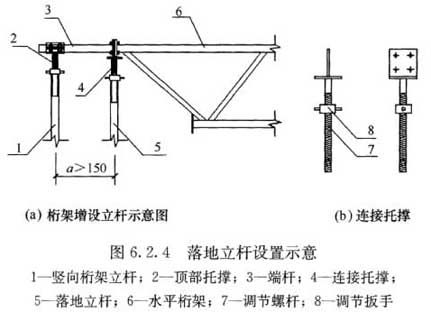 3
6
2
4
8
7
1
5
a>150
(a) 桁架增设立杆示意图
(b) 连接托撑
图 6.2.4 落地立杆设置示意
1—竖向桁架立杆；2—顶部托撑；3—端杆；4—连接托撑；
5—落地立杆；6—水平桁架；7—调节螺杆；8—调节扳手